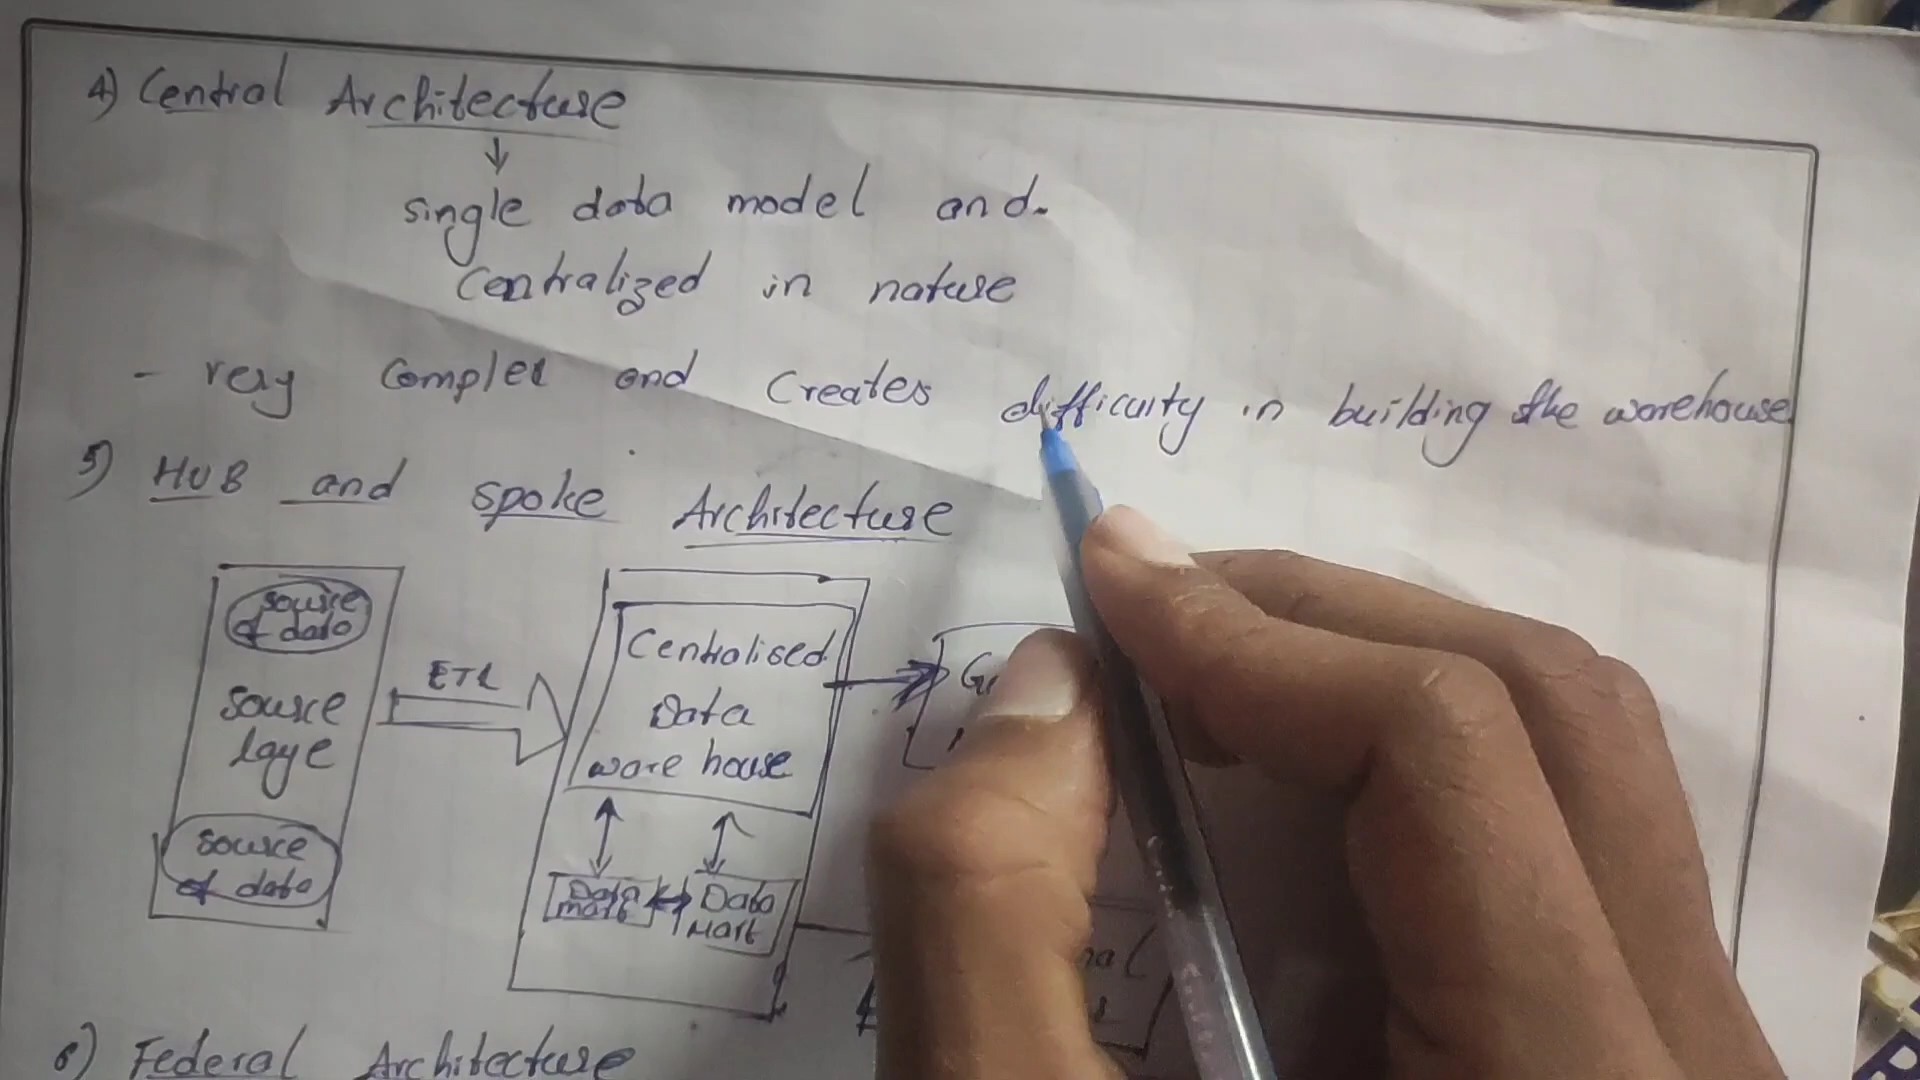 4) Central Architecture
single data model and
centralized in nature
- very complex and creates difficulty in building the warehouse
5) HUB and spoke Architecture
source
of data
source
laye
source
of data
ETL
Centralised
Data
ware house
Data
mart
Data
Mart
6) Federal Architecture